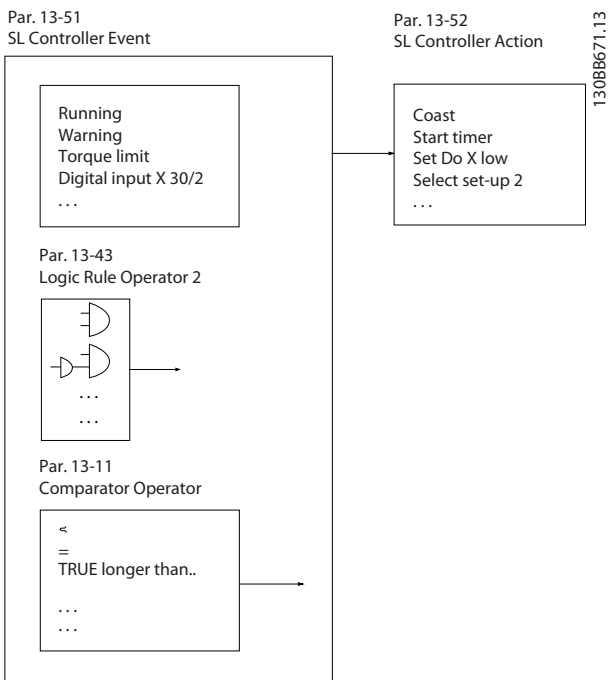 Par. 13-51
SL Controller Event
Par. 13-52
SL Controller Action
130BB671.13
Running
Warning
Torque limit
Digital input X 30/2
. . .
Coast
Start timer
Set Do X low
Select set-up 2
. . .
Par. 13-43
Logic Rule Operator 2
. . .
. . .
Par. 13-11
Comparator Operator
<
=
TRUE longer than..
. . .
. . .